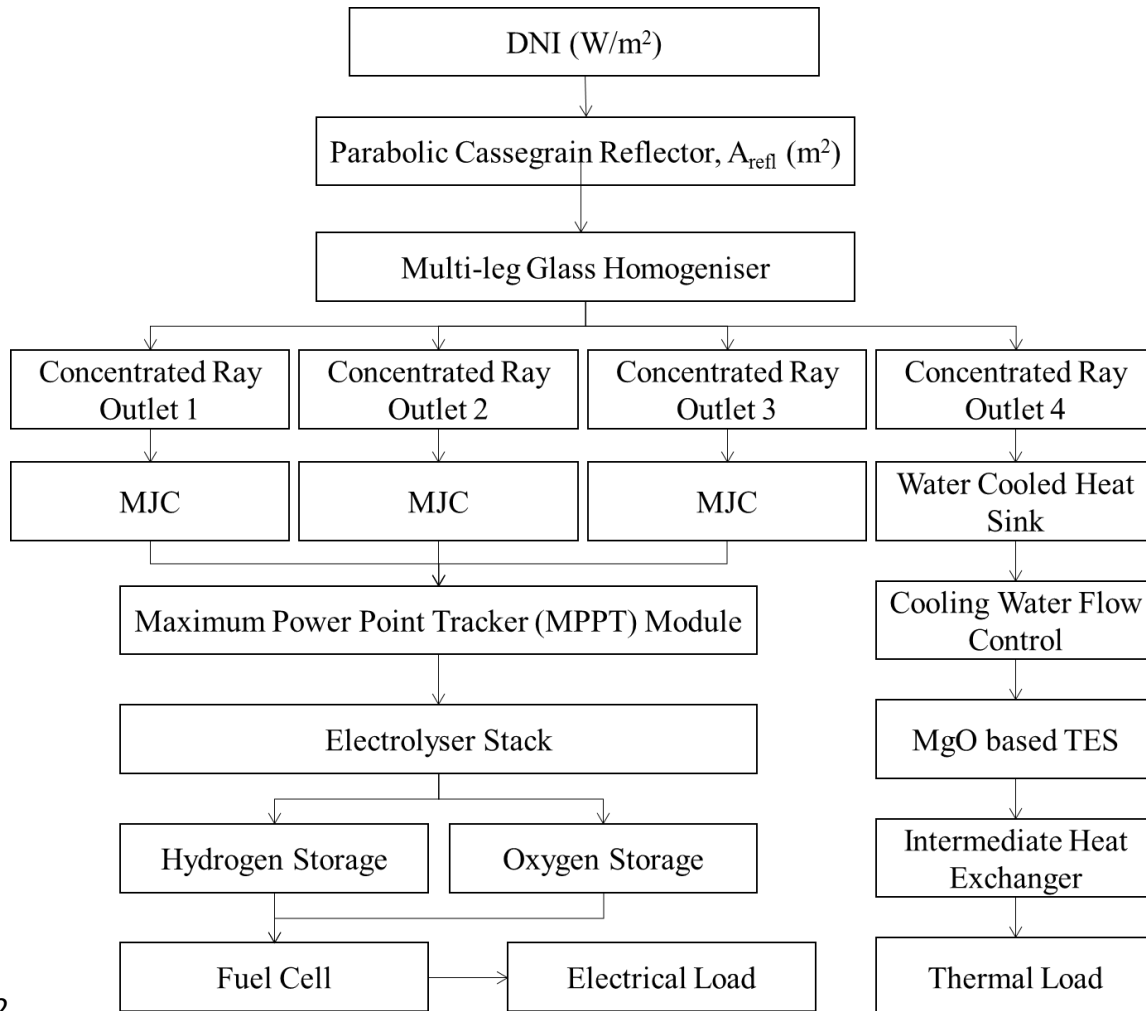 DNI (W/m²)
Parabolic Cassegrain Reflector, Arefl (m²)
Multi-leg Glass Homogeniser
Concentrated Ray
Outlet 1
Concentrated Ray
Outlet 2
Concentrated Ray
Outlet 3
Concentrated Ray
Outlet 4
MJC
MJC
MJC
Water Cooled Heat
Sink
Maximum Power Point Tracker (MPPT) Module
Cooling Water Flow
Control
Electrolyser Stack
MgO based TES
Hydrogen Storage
Oxygen Storage
Intermediate Heat
Exchanger
Fuel Cell
Electrical Load
Thermal Load
2